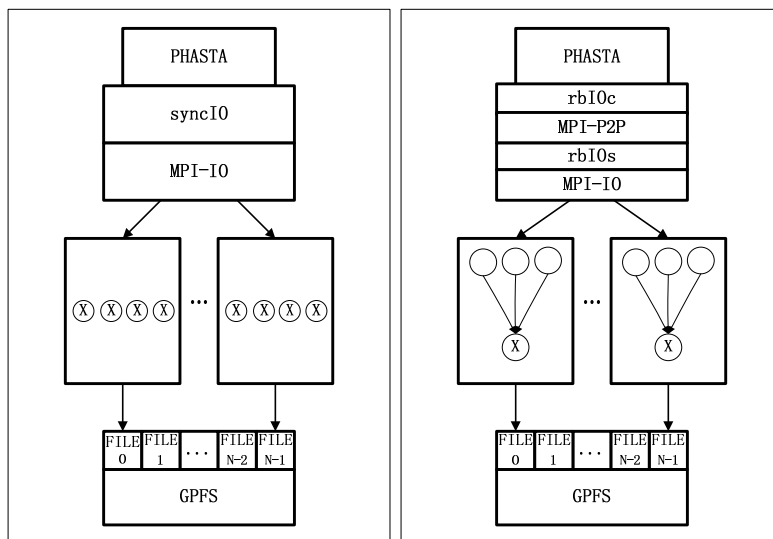 PHASTA
syncIO
MPI-IO
X X X X
...
X X X X
FILE 0
FILE 1
...
FILE N-2
FILE N-1
GPFS
PHASTA
rbIOc
MPI-P2P
rbIOs
MPI-IO
X
...
X
FILE 0
FILE 1
...
FILE N-2
FILE N-1
GPFS